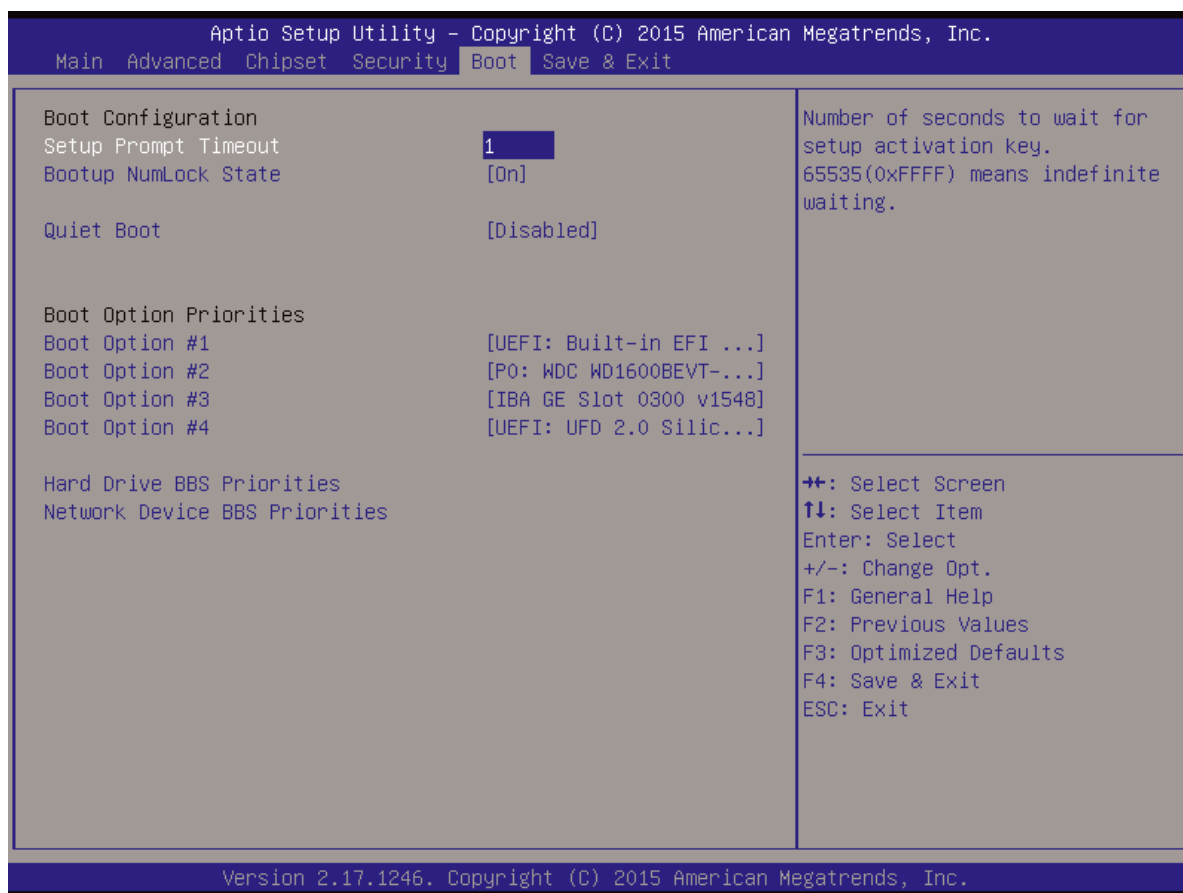 Aptio Setup Utility – Copyright (C) 2015 American Megatrends, Inc.
Main Advanced Chipset Security Boot Save & Exit
Boot Configuration
Setup Prompt Timeout 1
Bootup NumLock State [On]
Quiet Boot [Disabled]
Boot Option Priorities
Boot Option #1 [UEFI: Built-in EFI ...]
Boot Option #2 [P0: WDC WD1600BEVT-...]
Boot Option #3 [IBA GE Slot 0300 v1548]
Boot Option #4 [UEFI: UFD 2.0 Silic...]
Hard Drive BBS Priorities
Network Device BBS Priorities
Number of seconds to wait for
setup activation key.
65535(0xFFFF) means indefinite
waiting.
→←: Select Screen
↑↓: Select Item
Enter: Select
+/-: Change Opt.
F1: General Help
F2: Previous Values
F3: Optimized Defaults
F4: Save & Exit
ESC: Exit
Version 2.17.1246. Copyright (C) 2015 American Megatrends, Inc.